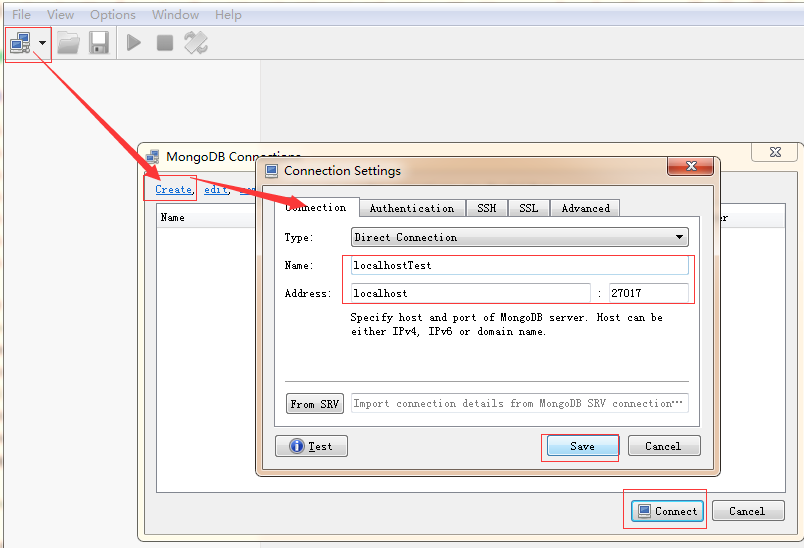 File View Options Window Help
MongoDB Connections
Create, edit,
Name
Connection Settings
Connection Authentication SSH SSL Advanced
Type: Direct Connection
Name: localhostTest
Address: localhost : 27017
Specify host and port of MongoDB server. Host can be
either IPv4, IPv6 or domain name.
From SRV Import connection details from MongoDB SRV connection…
Test Save Cancel
Connect Cancel